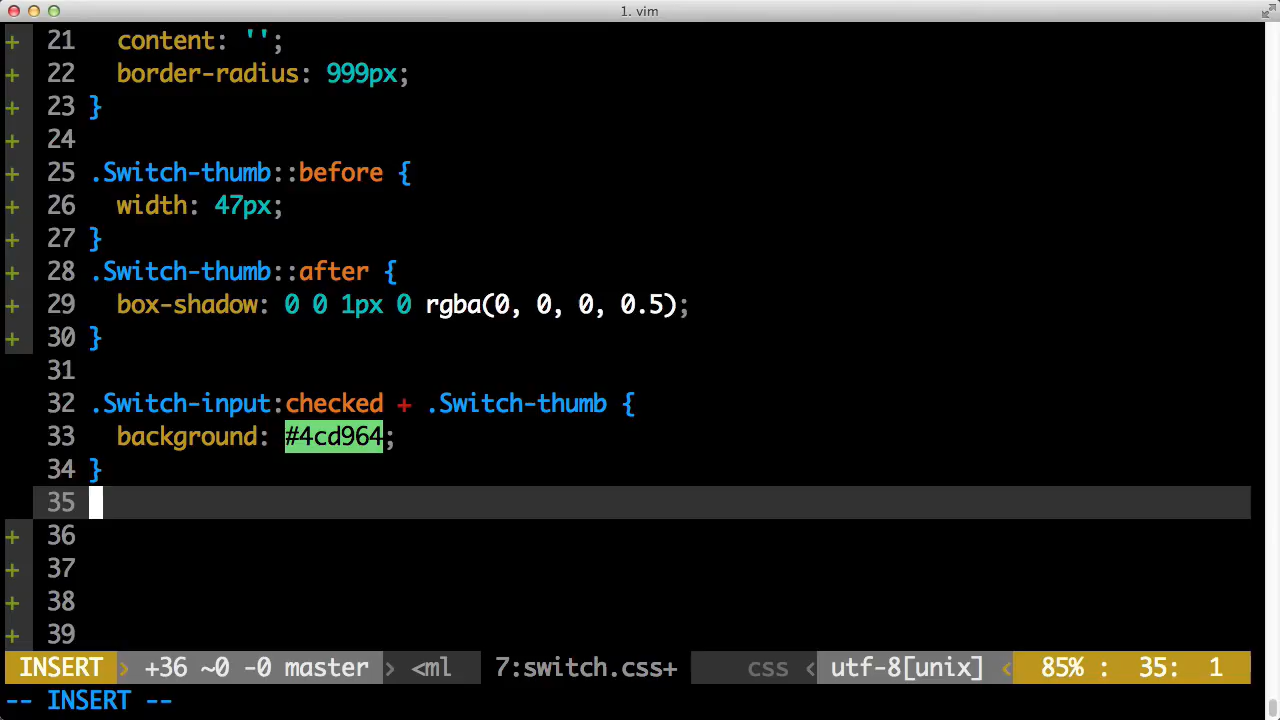 1. vim
+ 21 content: '';
+ 22 border-radius: 999px;
+ 23 }
+ 24
+ 25 .Switch-thumb::before {
+ 26 width: 47px;
+ 27 }
+ 28 .Switch-thumb::after {
+ 29 box-shadow: 0 0 1px 0 rgba(0, 0, 0, 0.5);
+ 30 }
31
32 .Switch-input:checked + .Switch-thumb {
33 background: #4cd964;
34 }
35
+ 36
+ 37
+ 38
+ 39
INSERT › +36 ~0 -0 master › <ml 7:switch.css+ css ‹ utf-8[unix] ‹ 85% : 35: 1
-- INSERT --